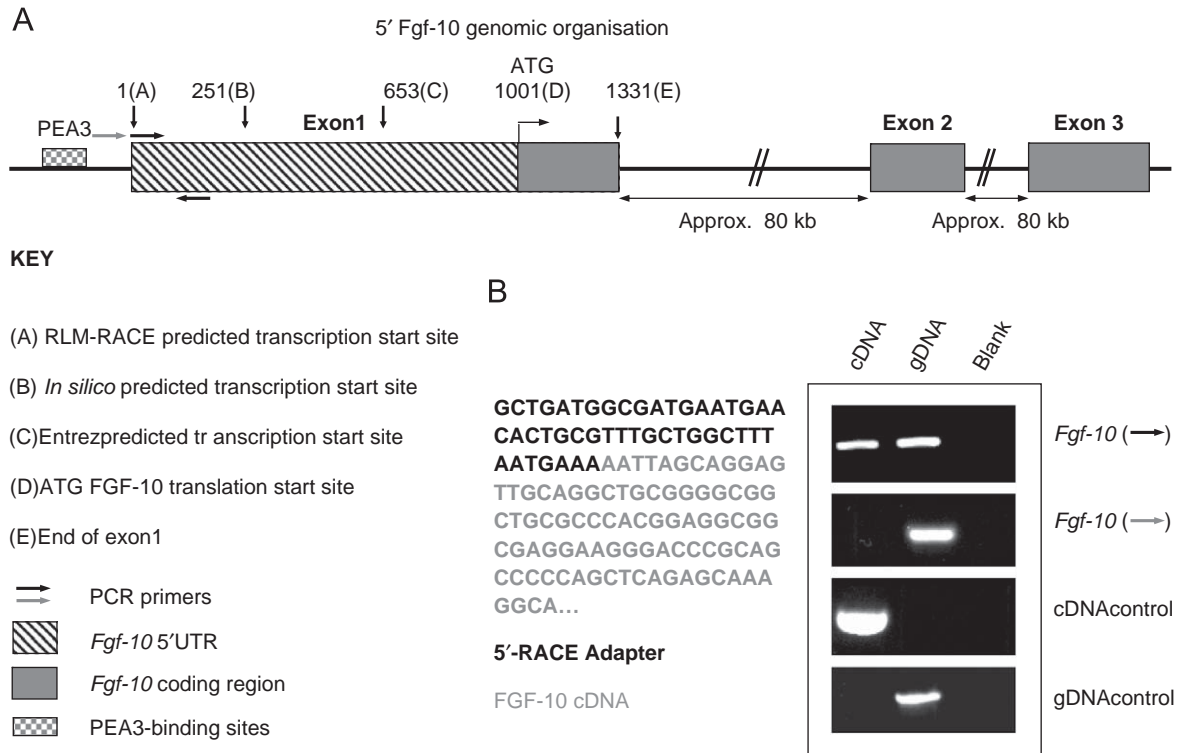 A
5′ Fgf-10 genomic organisation
ATG
1(A) 251(B) 653(C) 1001(D) 1331(E)
PEA3 Exon1 Exon 2 Exon 3
Approx. 80 kb Approx. 80 kb
KEY
(A) RLM-RACE predicted transcription start site
(B) In silico predicted transcription start site
(C)Entrezpredicted tr anscription start site
(D)ATG FGF-10 translation start site
(E)End of exon1
PCR primers
Fgf-10 5′UTR
Fgf-10 coding region
PEA3-binding sites
B
GCTGATGGCGATGAATGAA
CACTGCGTTTGCTGGCTTT
AATGAAAAATTAGCAGGAG
TTGCAGGCTGCGGGGCGG
CTGCGCCCACGGAGGCGG
CGAGGAAGGGACCCGCAG
CCCCCAGCTCAGAGCAAA
GGCA...
5′-RACE Adapter
FGF-10 cDNA
cDNA gDNA Blank
Fgf-10 (→)
Fgf-10 (→)
cDNAcontrol
gDNAcontrol